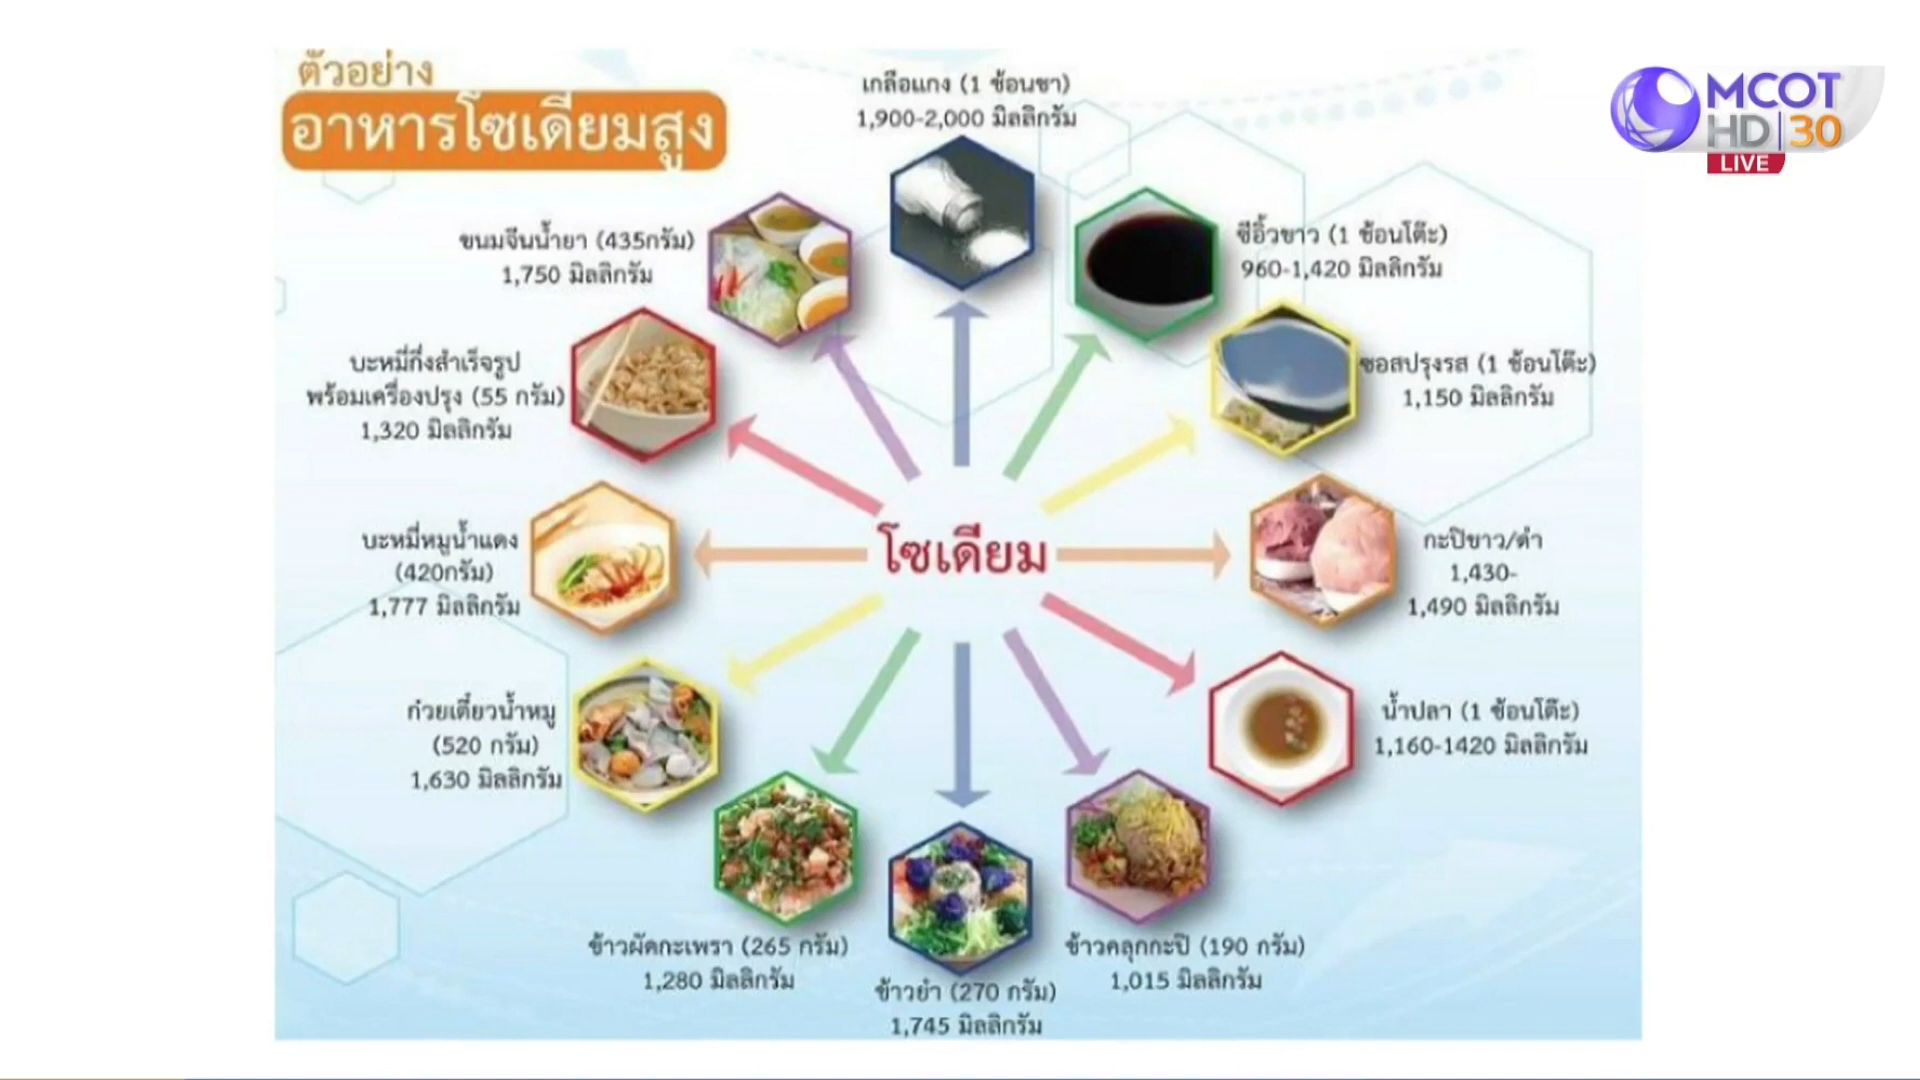 ตัวอย่าง
อาหารโซเดียมสูง
เกลือแกง (1 ช้อนชา)
1,900-2,000 มิลลิกรัม
ซีอิ้วขาว (1 ช้อนโต๊ะ)
960-1,420 มิลลิกรัม
ซอสปรุงรส (1 ช้อนโต๊ะ)
1,150 มิลลิกรัม
กะปิขาว/ดำ
1,430-
1,490 มิลลิกรัม
น้ำปลา (1 ช้อนโต๊ะ)
1,160-1420 มิลลิกรัม
ข้าวคลุกกะปิ (190 กรัม)
1,015 มิลลิกรัม
ข้าวยำ (270 กรัม)
1,745 มิลลิกรัม
ข้าวผัดกะเพรา (265 กรัม)
1,280 มิลลิกรัม
ก๋วยเตี๋ยวน้ำหมู
(520 กรัม)
1,630 มิลลิกรัม
บะหมี่หมูน้ำแดง
(420กรัม)
1,777 มิลลิกรัม
บะหมี่กึ่งสำเร็จรูป
พร้อมเครื่องปรุง (55 กรัม)
1,320 มิลลิกรัม
ขนมจีนน้ำยา (435กรัม)
1,750 มิลลิกรัม
โซเดียม
MCOT
HD 30
LIVE